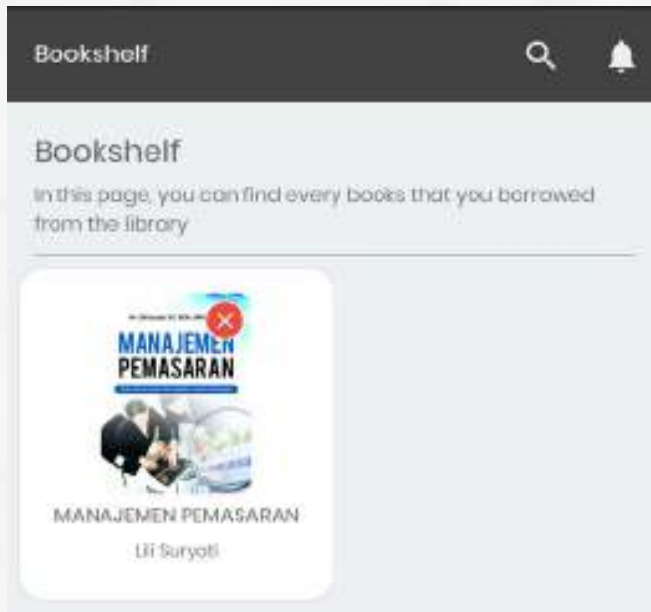 Bookshelf
Bookshelf
In this page, you can find every books that you borrowed
from the library
MANAJEMEN
PEMASARAN
MANAJEMEN PEMASARAN
Lili Suryati